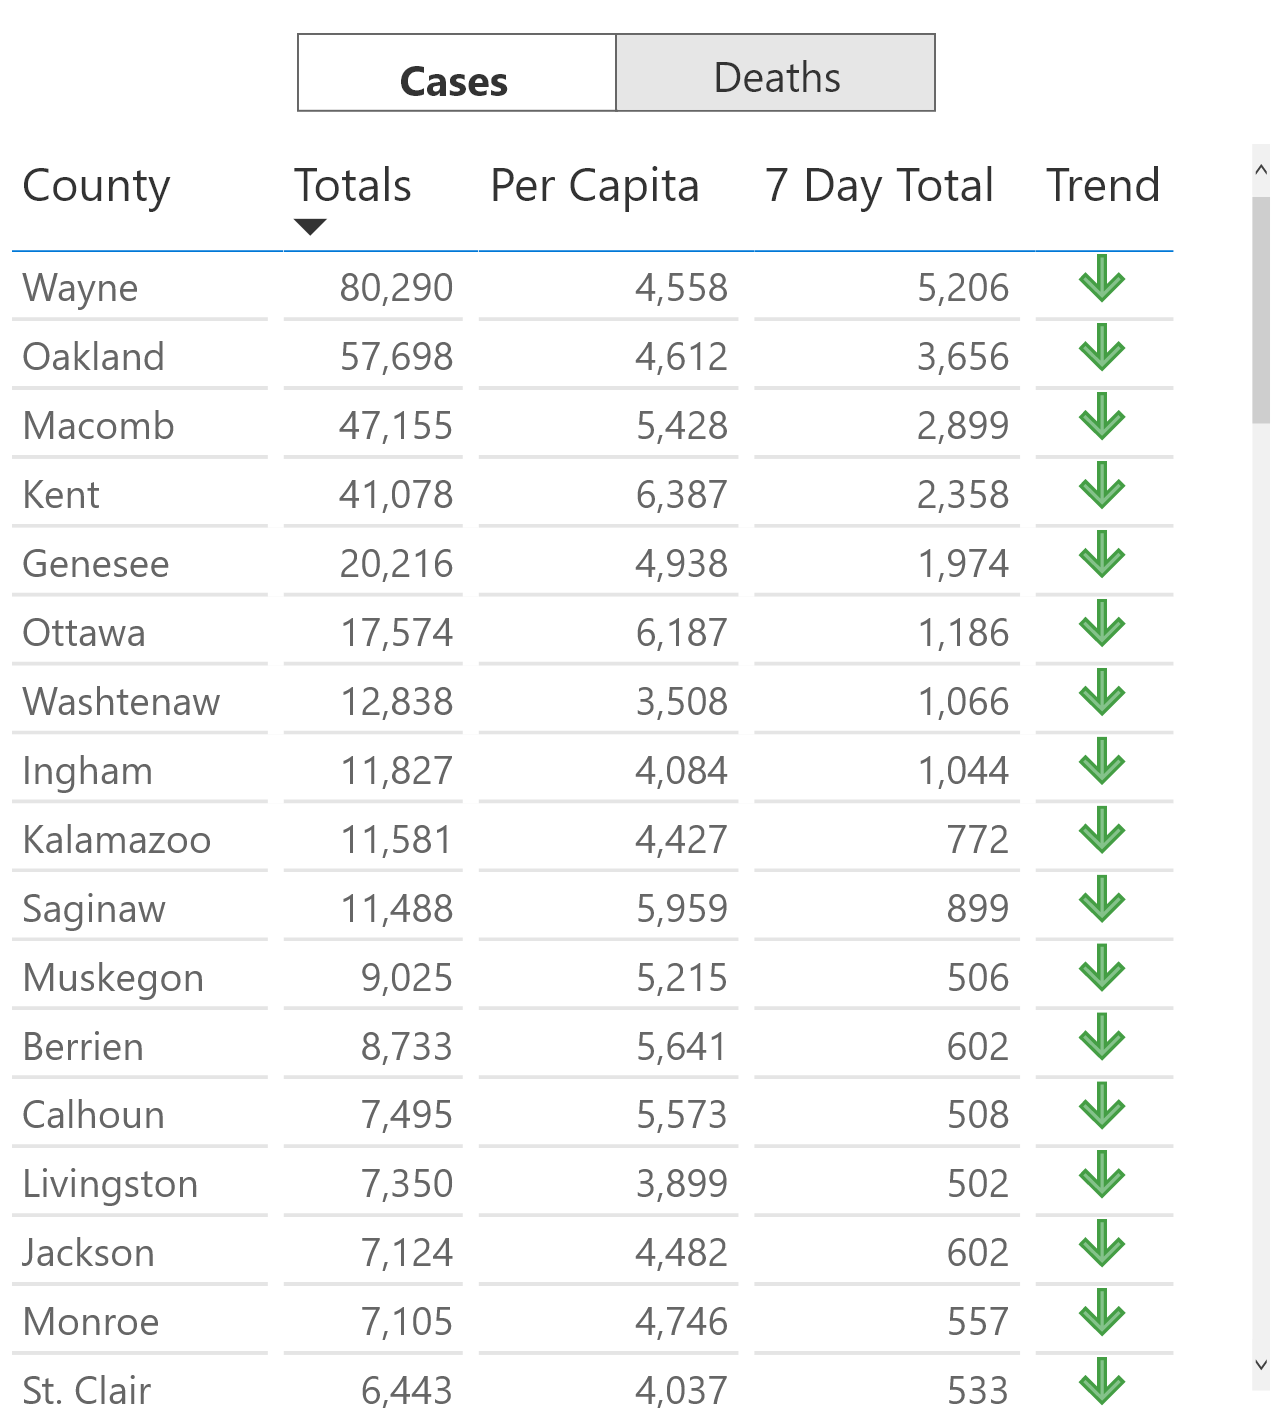 Cases Deaths
County Totals Per Capita 7 Day Total Trend
Wayne 80,290 4,558 5,206
Oakland 57,698 4,612 3,656
Macomb 47,155 5,428 2,899
Kent 41,078 6,387 2,358
Genesee 20,216 4,938 1,974
Ottawa 17,574 6,187 1,186
Washtenaw 12,838 3,508 1,066
Ingham 11,827 4,084 1,044
Kalamazoo 11,581 4,427 772
Saginaw 11,488 5,959 899
Muskegon 9,025 5,215 506
Berrien 8,733 5,641 602
Calhoun 7,495 5,573 508
Livingston 7,350 3,899 502
Jackson 7,124 4,482 602
Monroe 7,105 4,746 557
St. Clair 6,443 4,037 533